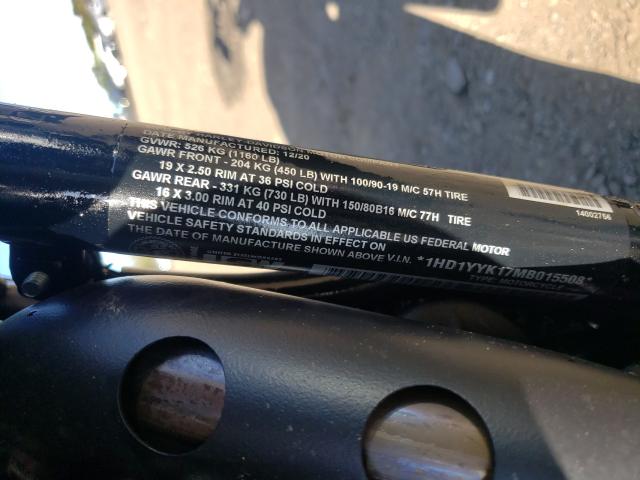 HARLEY-DAVIDSON
DATE MANUFACTURED: 12/20
GVWR: 526 KG (1160 LB)
GAWR FRONT - 204 KG (450 LB) WITH 100/90-19 M/C 57H TIRE
19 X 2.50 RIM AT 36 PSI COLD
GAWR REAR - 331 KG (730 LB) WITH 150/80B16 M/C 77H TIRE
16 X 3.00 RIM AT 40 PSI COLD
THIS VEHICLE CONFORMS TO ALL APPLICABLE US FEDERAL MOTOR
VEHICLE SAFETY STANDARDS IN EFFECT ON
THE DATE OF MANUFACTURE SHOWN ABOVE V.I.N. *1HD1YYK17MB015508*
TYPE: MOTORCYCLE
14002756